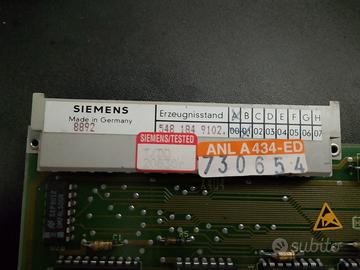 SIEMENS
Made in Germany
8892
Erzeugnisstand
A B C D E F G H
548 184 9102.
00 01 02 03 04 05 06 07
SIEMENS/TESTED
ANL A434-ED
730654
subito